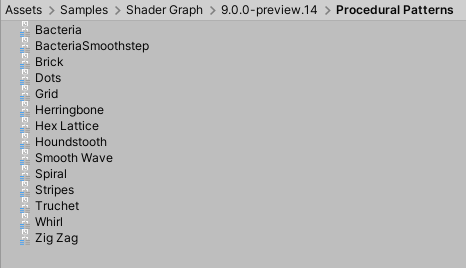 Assets > Samples > Shader Graph > 9.0.0-preview.14 > Procedural Patterns
Bacteria
BacteriaSmoothstep
Brick
Dots
Grid
Herringbone
Hex Lattice
Houndstooth
Smooth Wave
Spiral
Stripes
Truchet
Whirl
Zig Zag